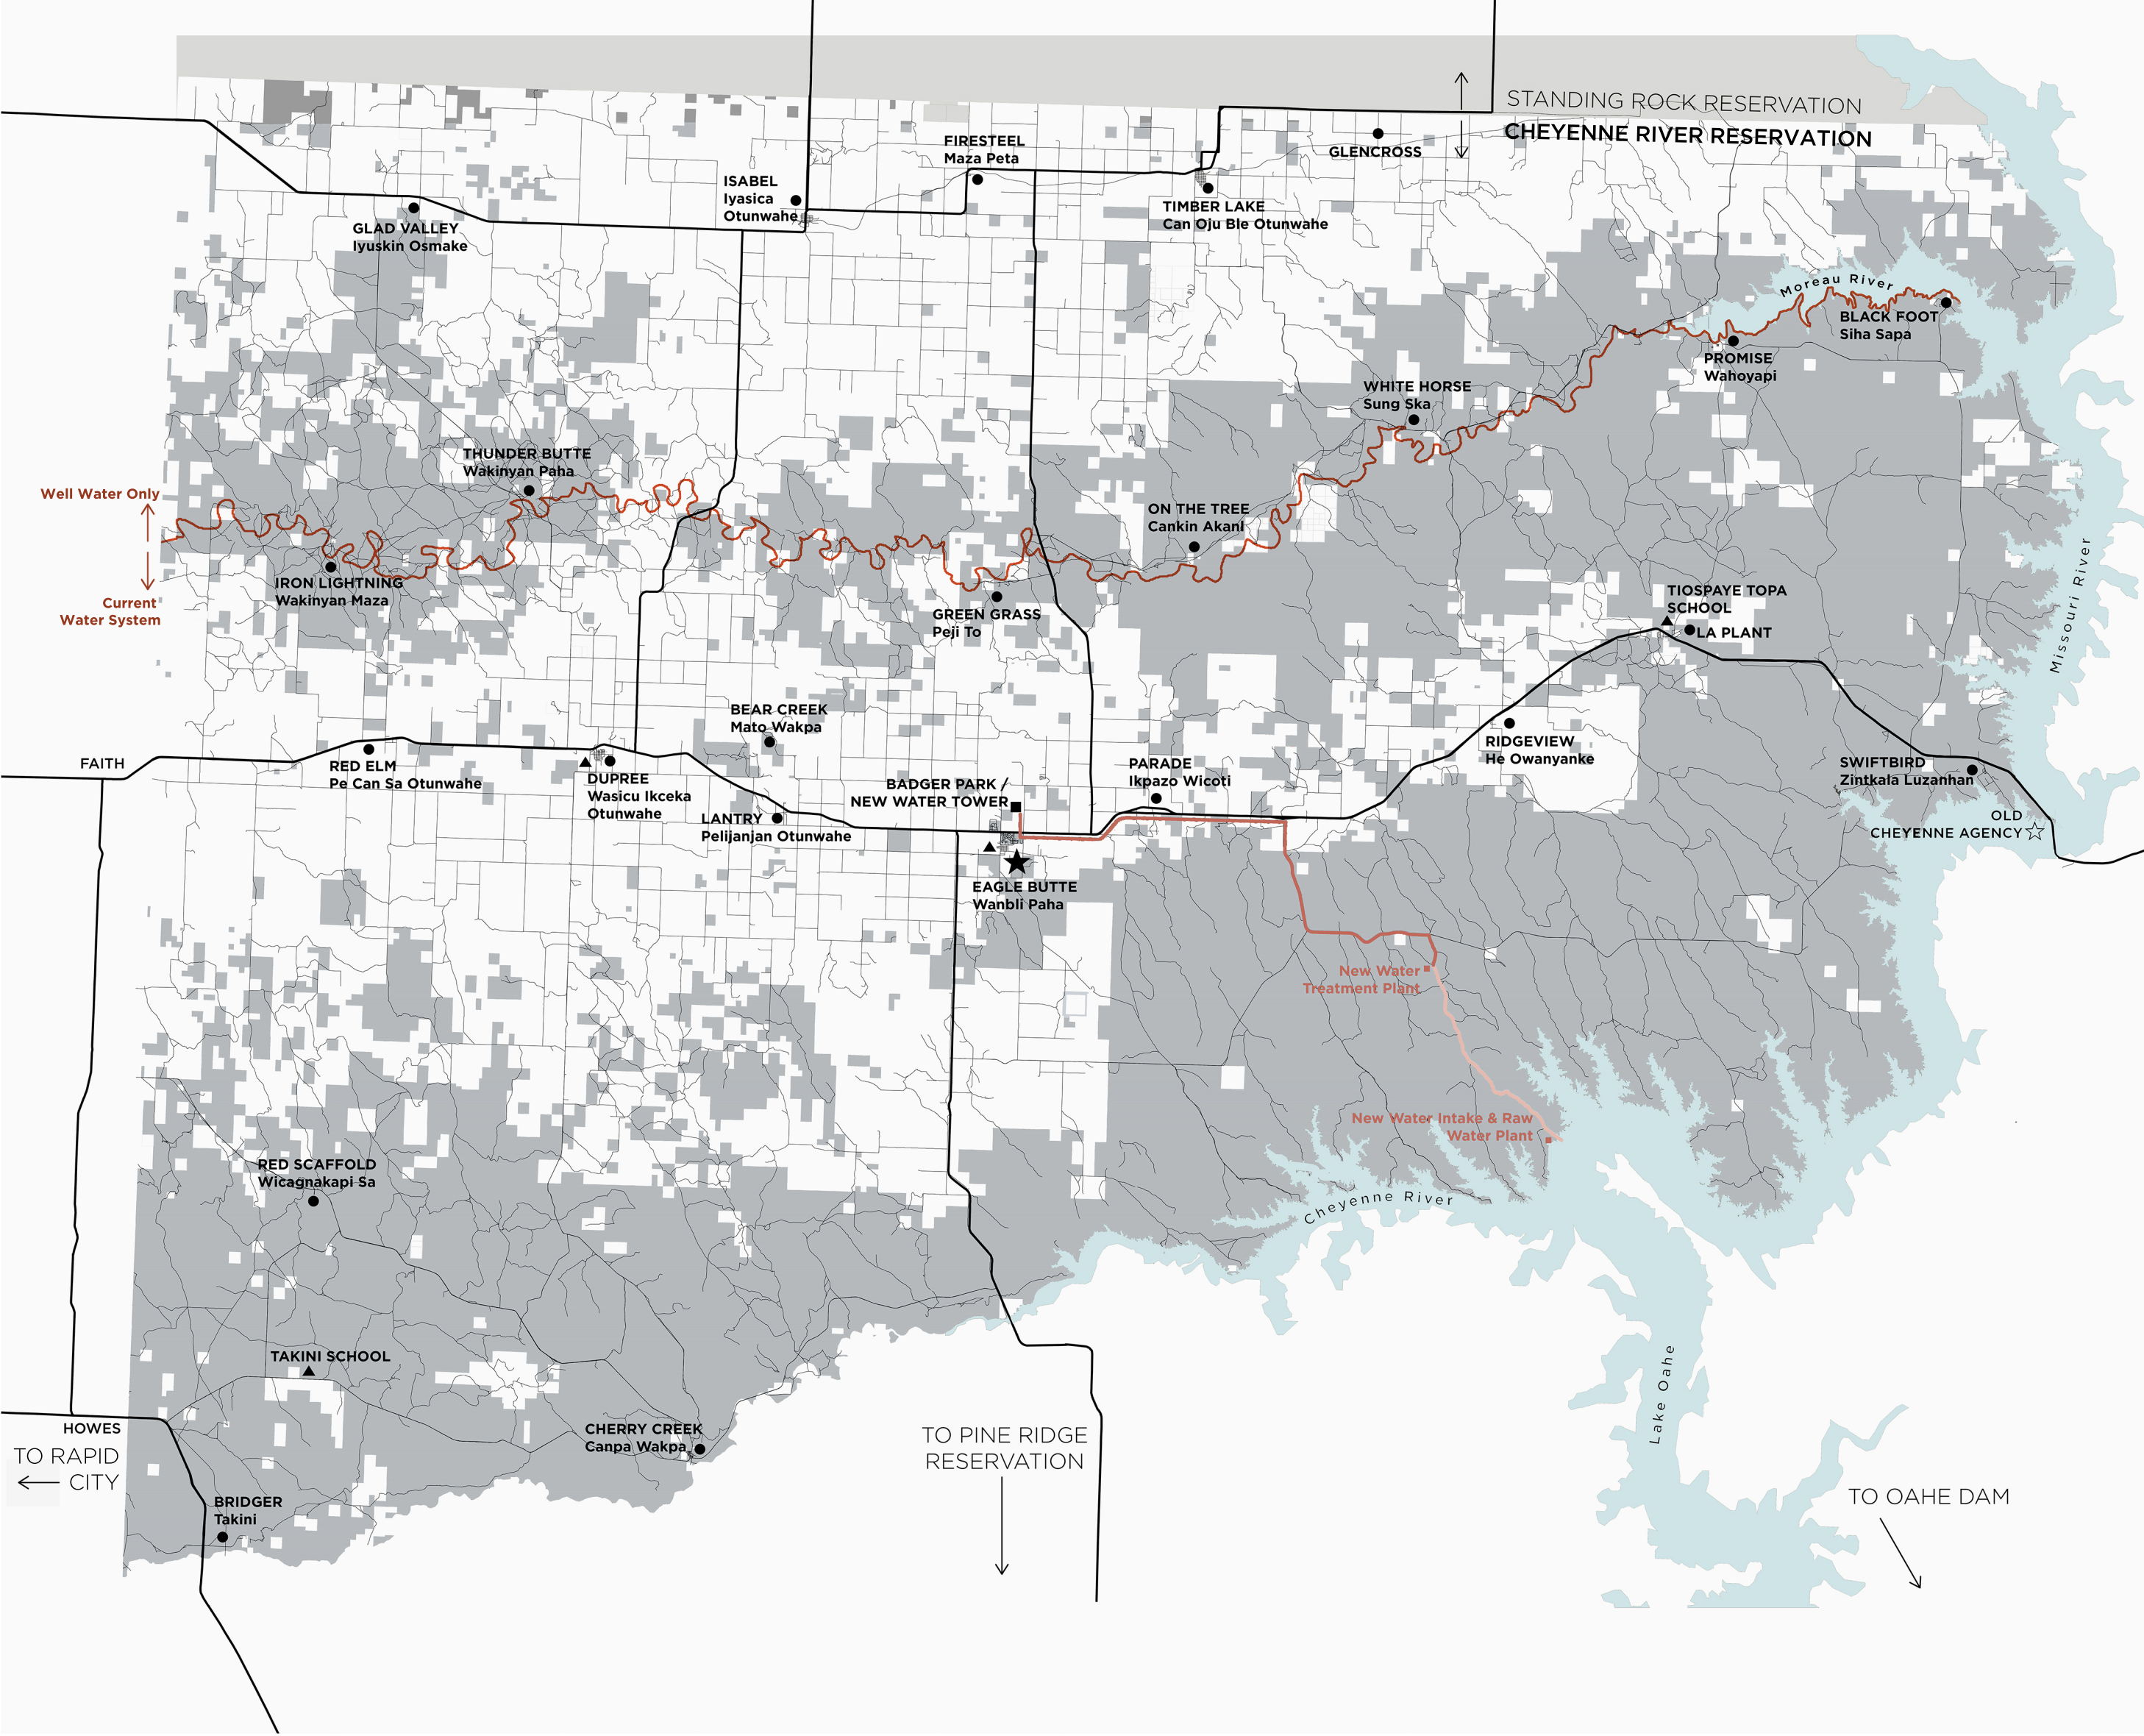 STANDING ROCK RESERVATION
CHEYENNE RIVER RESERVATION
GLENCROSS
FIRESTEEL
Maza Peta
ISABEL
Iyasica
Otunwahe
TIMBER LAKE
Can Oju Ble Otunwahe
GLAD VALLEY
Iyuskin Osmake
Moreau River
BLACK FOOT
Siha Sapa
PROMISE
Wahoyapi
WHITE HORSE
Sung Ska
THUNDER BUTTE
Wakinyan Paha
Well Water Only
Current
Water System
ON THE TREE
Cankin Akani
IRON LIGHTNING
Wakinyan Maza
GREEN GRASS
Peji To
TIOSPAYE TOPA
SCHOOL
LA PLANT
Missouri River
BEAR CREEK
Mato Wakpa
RIDGEVIEW
He Owanyanke
FAITH
RED ELM
Pe Can Sa Otunwahe
DUPREE
Wasicu Ikceka
Otunwahe
BADGER PARK /
NEW WATER TOWER
PARADE
Ikpazo Wicoti
SWIFTBIRD
Zintkala Luzanhan
LANTRY
Pelijanjan Otunwahe
OLD
CHEYENNE AGENCY
EAGLE BUTTE
Wanbli Paha
New Water
Treatment Plant
New Water Intake & Raw
Water Plant
RED SCAFFOLD
Wicagnakapi Sa
Cheyenne River
TAKINI SCHOOL
Lake Oahe
HOWES
TO RAPID
CITY
CHERRY CREEK
Canpa Wakpa
TO PINE RIDGE
RESERVATION
BRIDGER
Takini
TO OAHE DAM